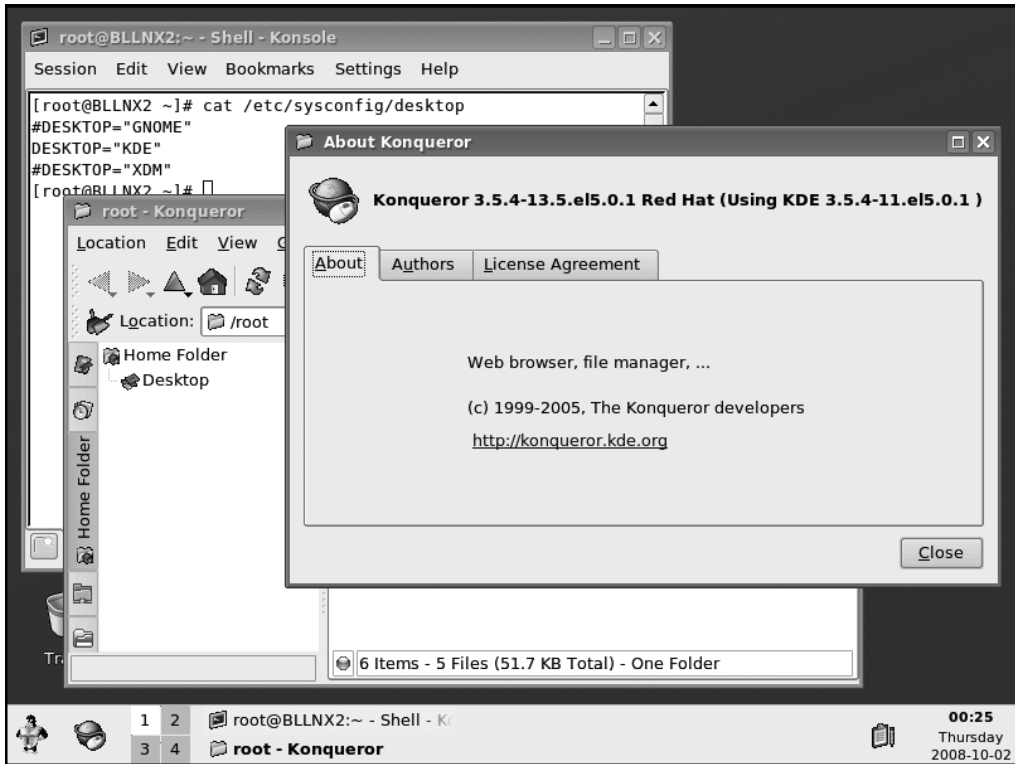 root@BLLNX2:~ - Shell - Konsole
Session Edit View Bookmarks Settings Help
[root@BLLNX2 ~]# cat /etc/sysconfig/desktop
#DESKTOP="GNOME"
DESKTOP="KDE"
#DESKTOP="XDM"
[root@BLLNX2 ~]#
root - Konqueror
Location Edit View
Location: /root
Home Folder
Desktop
Home Folder
6 Items - 5 Files (51.7 KB Total) - One Folder
About Konqueror
Konqueror 3.5.4-13.5.el5.0.1 Red Hat (Using KDE 3.5.4-11.el5.0.1 )
About Authors License Agreement
Web browser, file manager, ...
(c) 1999-2005, The Konqueror developers
http://konqueror.kde.org
Close
1 2
3 4
root@BLLNX2:~ - Shell - K
root - Konqueror
00:25
Thursday
2008-10-02